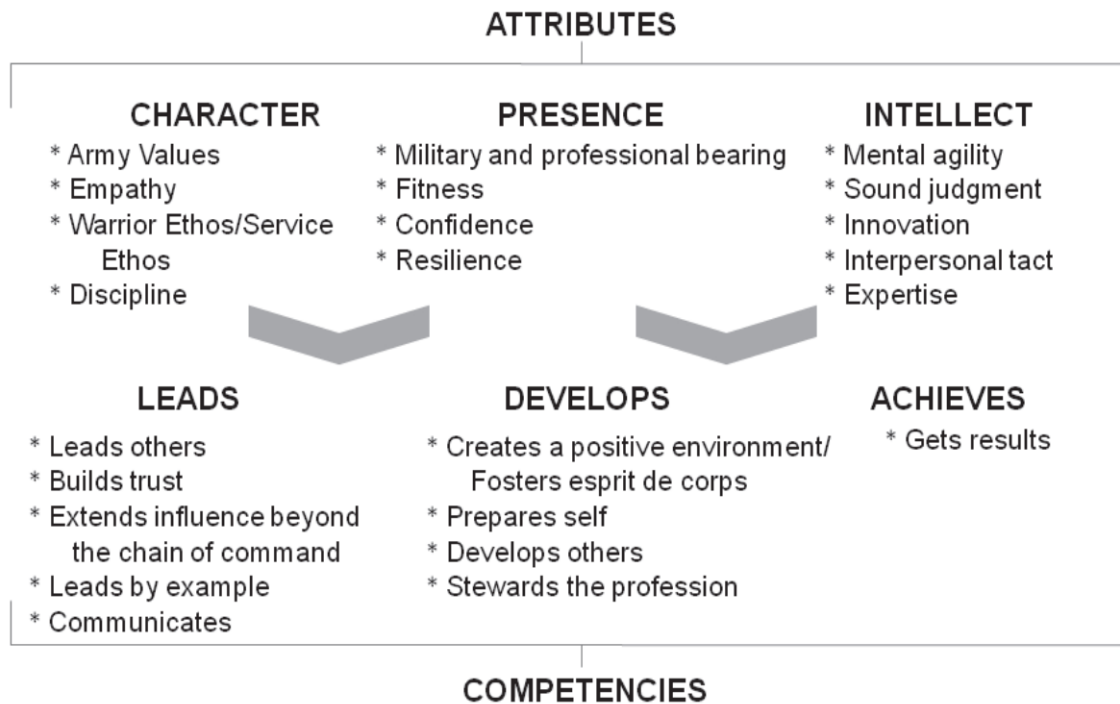 ATTRIBUTES
CHARACTER
* Army Values
* Empathy
* Warrior Ethos/Service
Ethos
* Discipline
PRESENCE
* Military and professional bearing
* Fitness
* Confidence
* Resilience
INTELLECT
* Mental agility
* Sound judgment
* Innovation
* Interpersonal tact
* Expertise
LEADS
* Leads others
* Builds trust
* Extends influence beyond
the chain of command
* Leads by example
* Communicates
DEVELOPS
* Creates a positive environment/
Fosters esprit de corps
* Prepares self
* Develops others
* Stewards the profession
ACHIEVES
* Gets results
COMPETENCIES